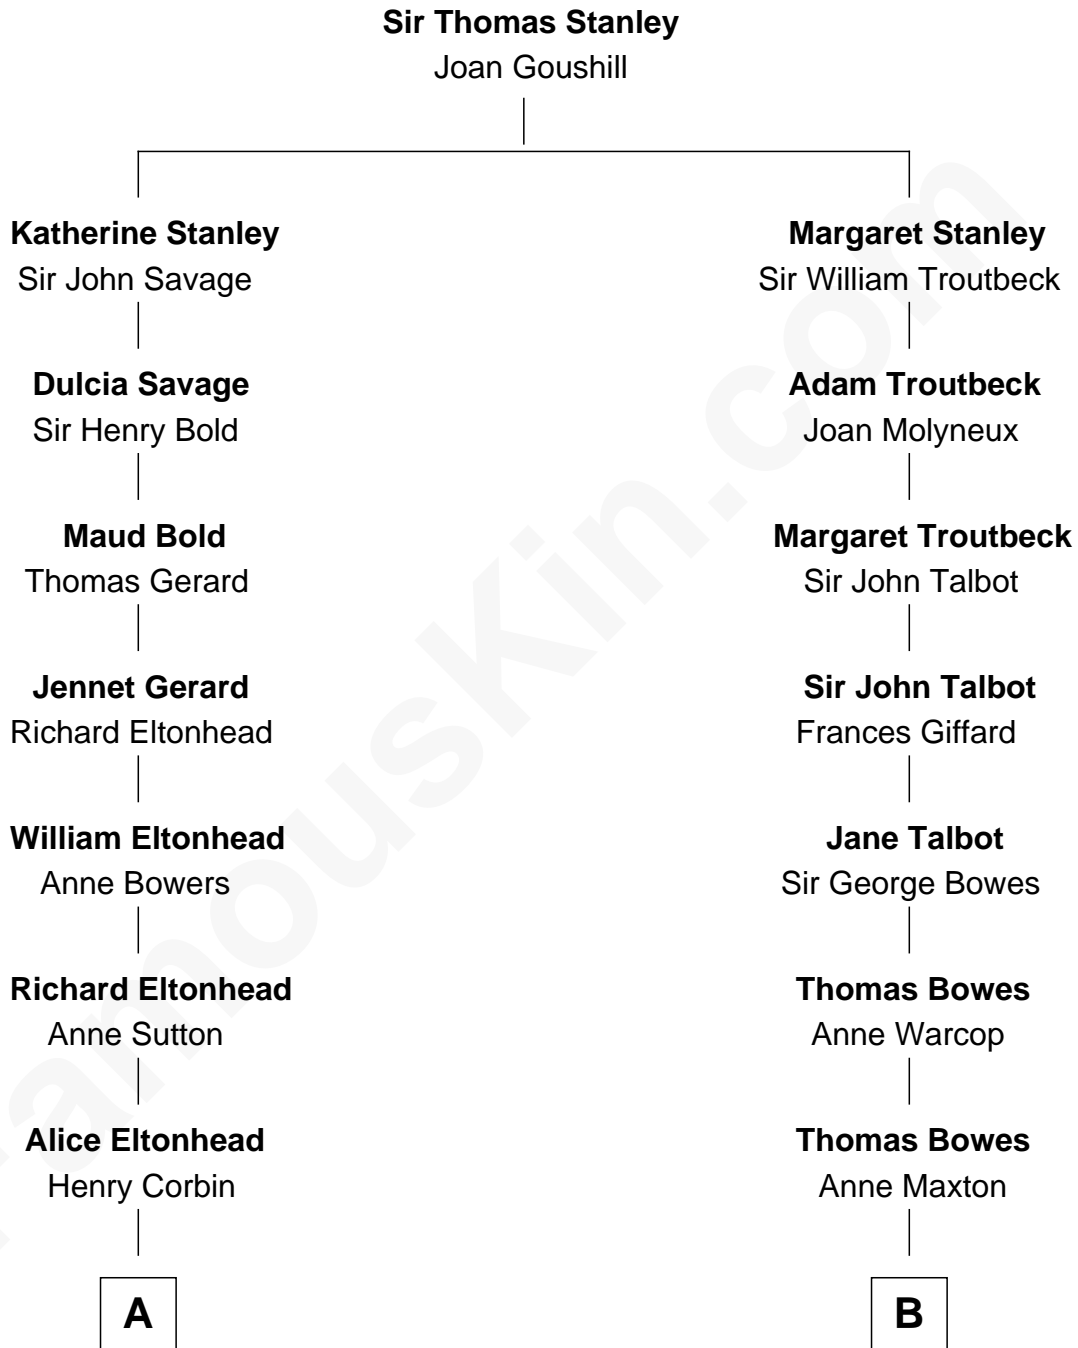 Sir Thomas Stanley
Joan Goushill
Katherine Stanley
Sir John Savage
Margaret Stanley
Sir William Troutbeck
Dulcia Savage
Sir Henry Bold
Adam Troutbeck
Joan Molyneux
Maud Bold
Thomas Gerard
Margaret Troutbeck
Sir John Talbot
Jennet Gerard
Richard Eltonhead
Sir John Talbot
Frances Giffard
William Eltonhead
Anne Bowers
Jane Talbot
Sir George Bowes
Richard Eltonhead
Anne Sutton
Thomas Bowes
Anne Warcop
Alice Eltonhead
Henry Corbin
Thomas Bowes
Anne Maxton
A
B
FamousKin.com